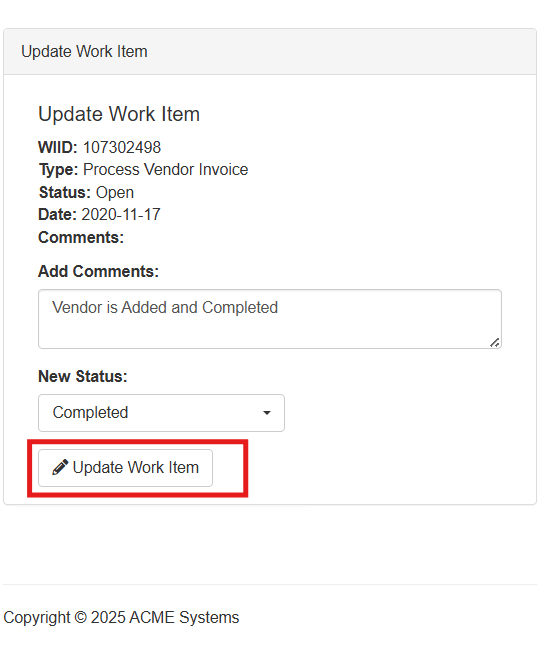 Update Work Item
Update Work Item
WIID: 107302498
Type: Process Vendor Invoice
Status: Open
Date: 2020-11-17
Comments:
Add Comments:
Vendor is Added and Completed
New Status:
Completed
Update Work Item
Copyright © 2025 ACME Systems